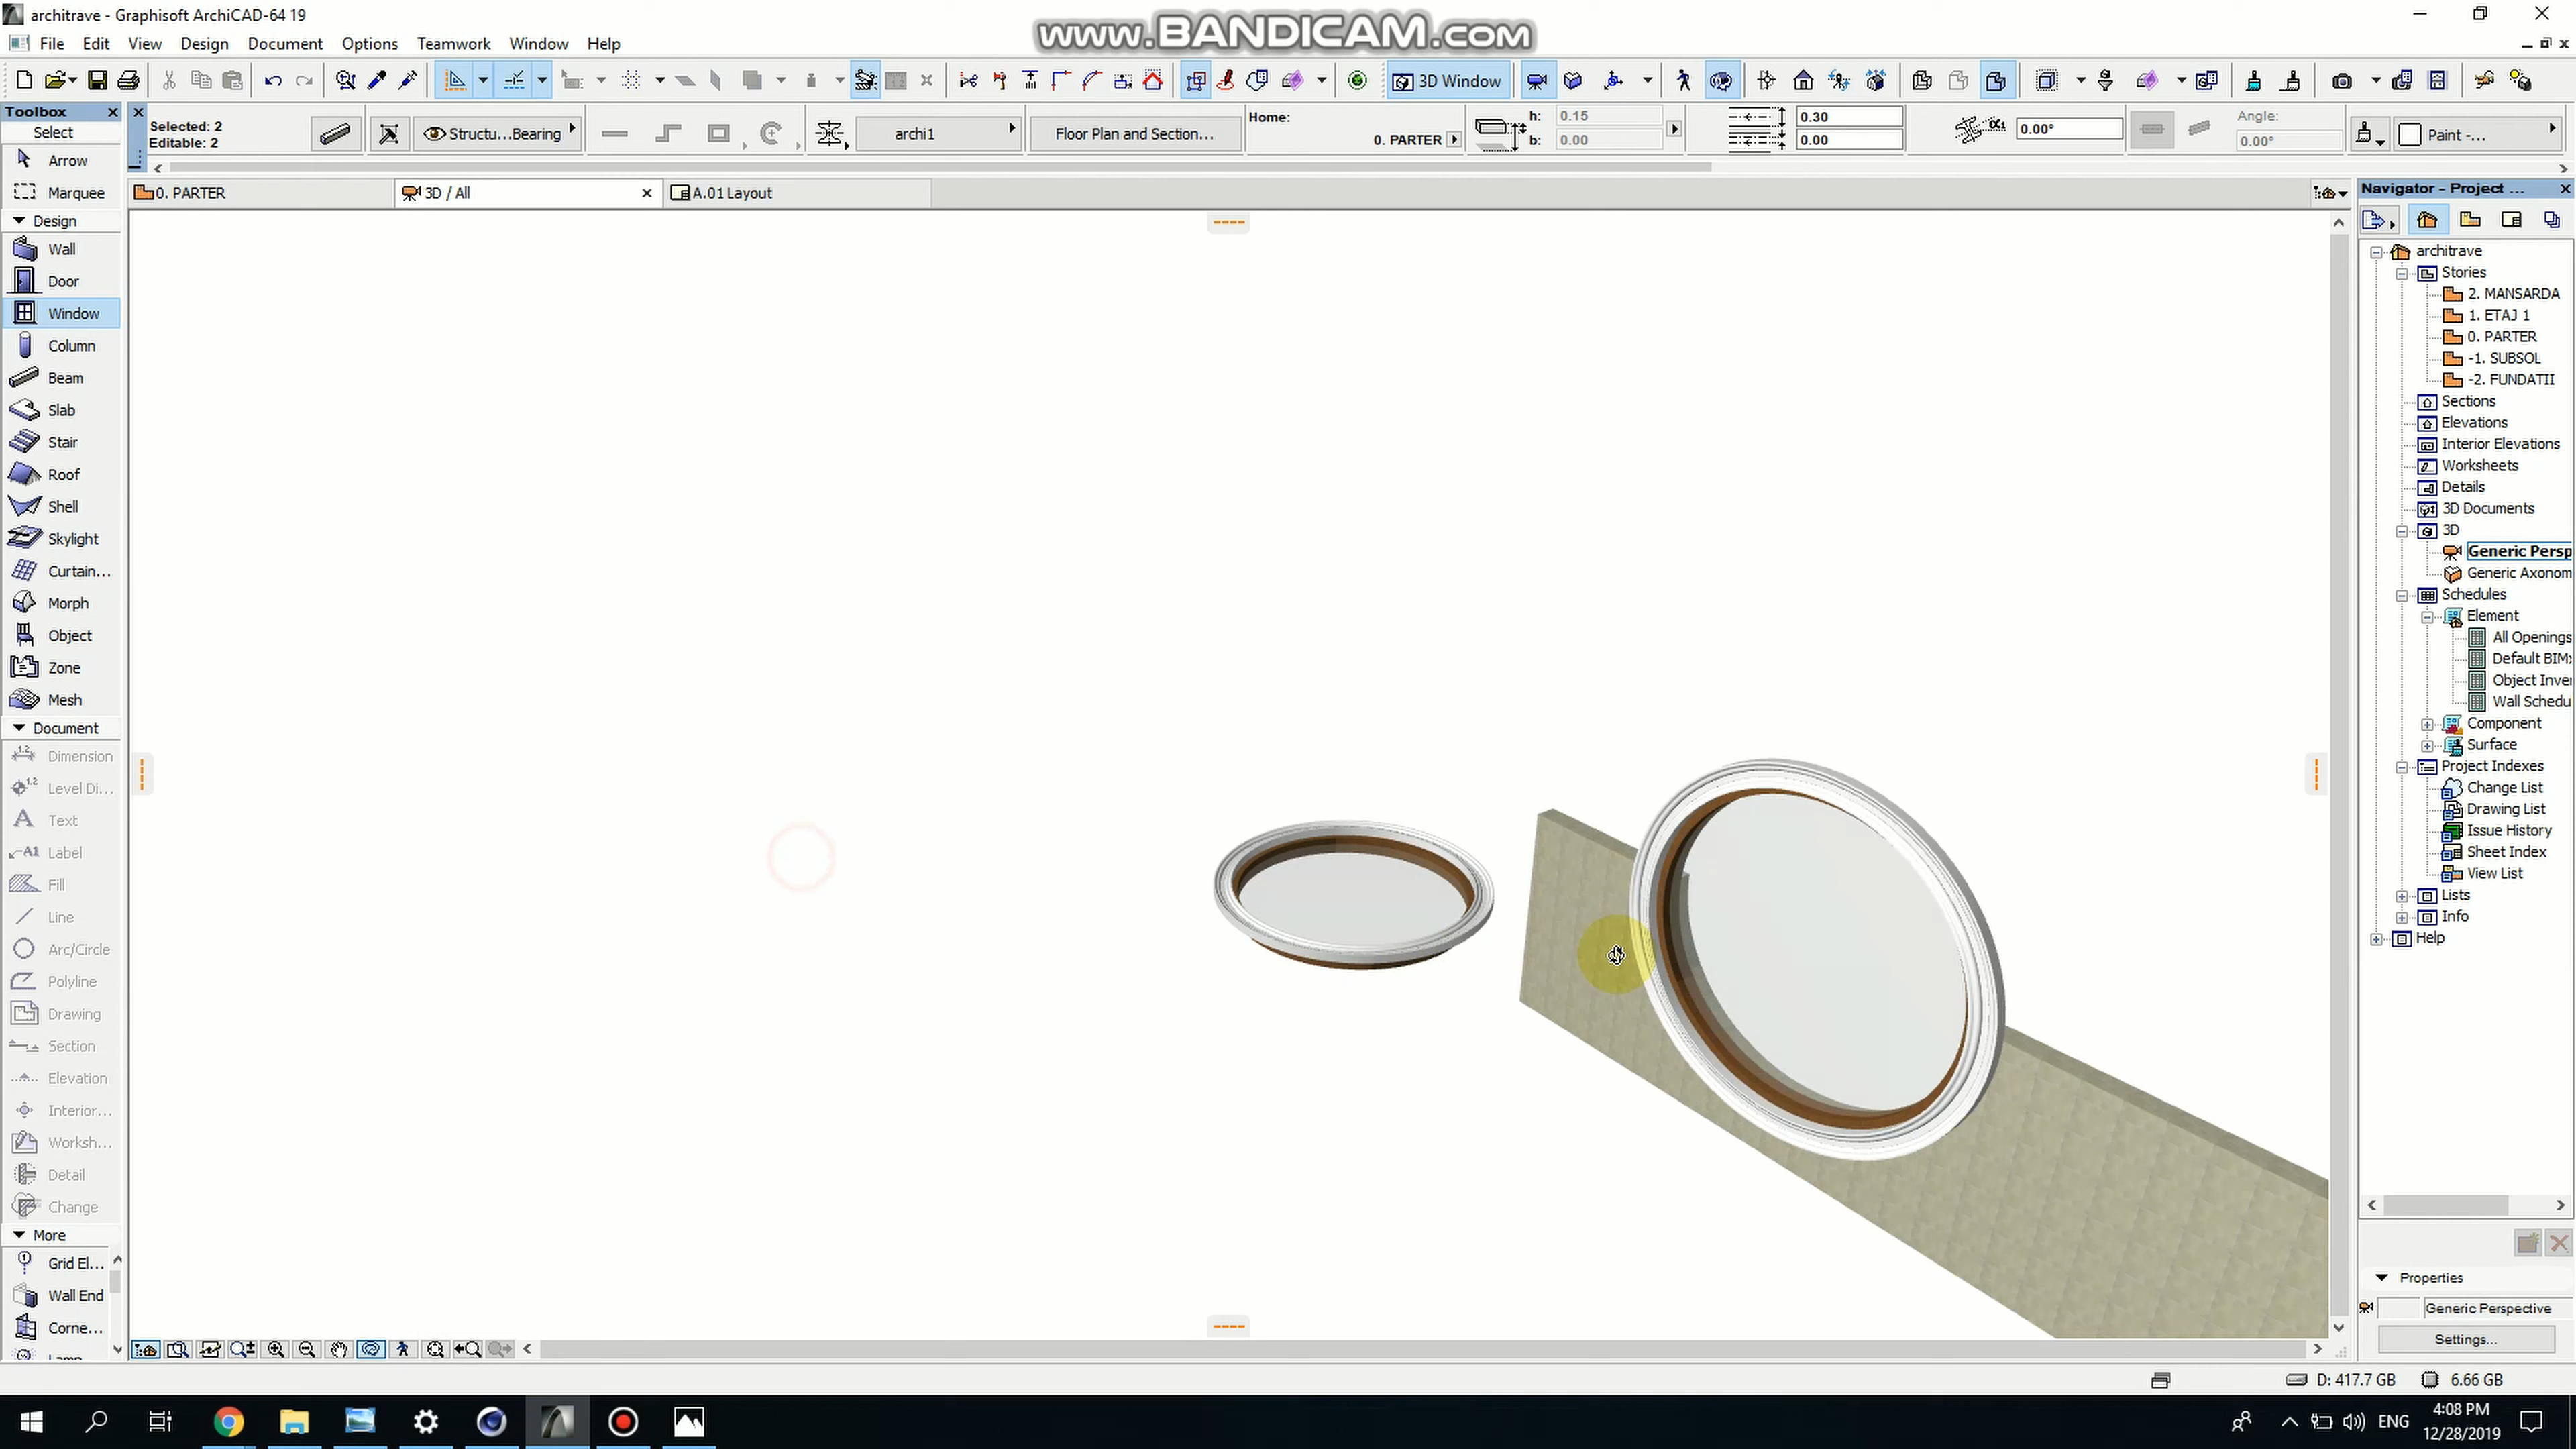 architrave - Graphisoft ArchiCAD-64 19
www.BANDICAM.com
File Edit View Design Document Options Teamwork Window Help
3D Window
Toolbox
Select
Arrow
Marquee
Design
Wall
Door
Window
Column
Beam
Slab
Stair
Roof
Shell
Skylight
Curtain...
Morph
Object
Zone
Mesh
Document
Dimension
Level Di...
Text
Label
Fill
Line
Arc/Circle
Polyline
Drawing
Section
Elevation
Interior...
Worksh...
Detail
Change
More
Grid El...
Wall End
Corne...
Selected: 2
Editable: 2
Structu...Bearing
archi1
Floor Plan and Section...
Home:
0. PARTER
h: 0.15
b: 0.00
0.30
0.00
α1 0.00°
Angle:
0.00°
Paint -...
0. PARTER
3D / All
A.01 Layout
Navigator - Project ...
architrave
Stories
2. MANSARDA
1. ETAJ 1
0. PARTER
-1. SUBSOL
-2. FUNDATII
Sections
Elevations
Interior Elevations
Worksheets
Details
3D Documents
3D
Generic Persp
Generic Axonom
Schedules
Element
All Openings
Default BIM
Object Inve
Wall Schedu
Component
Surface
Project Indexes
Change List
Drawing List
Issue History
Sheet Index
View List
Lists
Info
Help
Properties
Generic Perspective
Settings...
D: 417.7 GB
6.66 GB
ENG
4:08 PM
12/28/2019